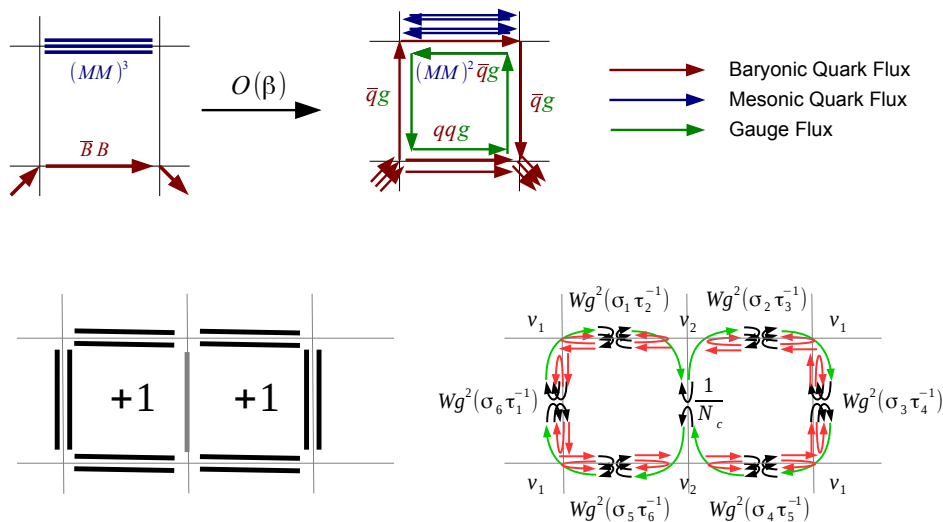 (MM)³
O(β)
B̅ B
(MM)² q̅g
q̅g
q̅g
qqg
Baryonic Quark Flux
Mesonic Quark Flux
Gauge Flux
+1 +1
Wg²(σ₁τ₂⁻¹) Wg²(σ₂τ₃⁻¹)
v₁ v₂ v₁
Wg²(σ₆τ₁⁻¹) 1/N_c Wg²(σ₃τ₄⁻¹)
v₁ v₂ v₁
Wg²(σ₅τ₆⁻¹) Wg²(σ₄τ₅⁻¹)